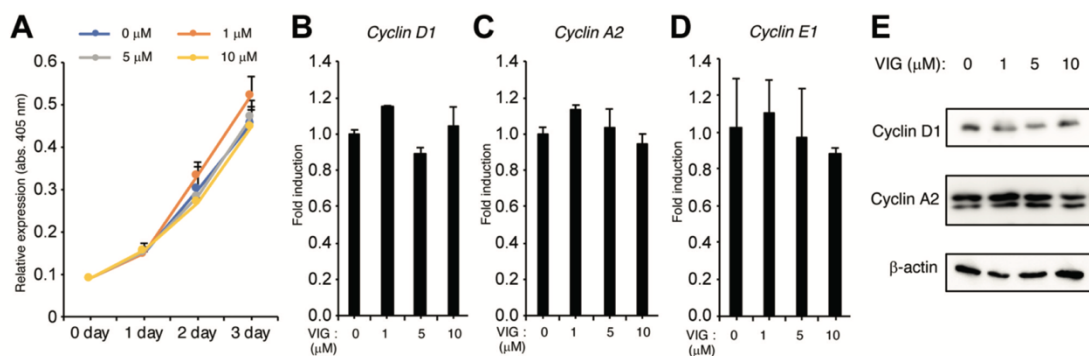 A
0 μM
1 μM
5 μM
10 μM
Relative expression (abs. 405 nm)
0.6
0.5
0.4
0.3
0.2
0.1
0
0 day 1 day 2 day 3 day
B
Cyclin D1
Fold induction
1.4
1.2
1.0
0.8
0.6
0.4
0.2
0.0
VIG : 0 1 5 10
(μM)
C
Cyclin A2
Fold induction
1.4
1.2
1.0
0.8
0.6
0.4
0.2
0.0
VIG : 0 1 5 10
(μM)
D
Cyclin E1
Fold induction
1.4
1.2
1.0
0.8
0.6
0.4
0.2
0.0
VIG : 0 1 5 10
(μM)
E
VIG (μM): 0 1 5 10
Cyclin D1
Cyclin A2
β-actin